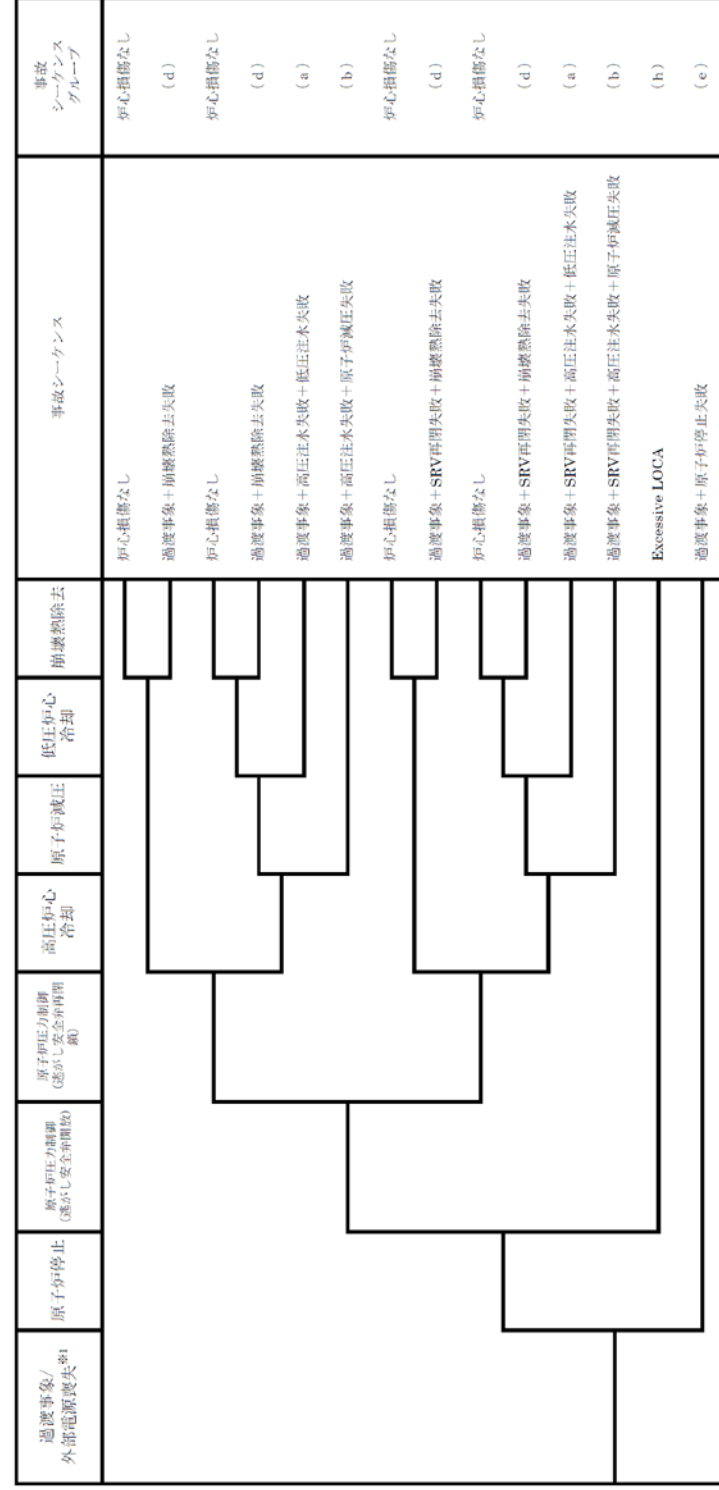 過渡事象/
外部電源喪失※1
原子炉停止
原子炉圧力制御
(逃がし安全弁開放)
原子炉圧力制御
(逃がし安全弁再閉
鎖)
高圧炉心
冷却
原子炉減圧
低圧炉心
冷却
崩壊熱除去
事故シーケンス
事故
シーケンス
グループ
炉心損傷なし
炉心損傷なし
過渡事象+崩壊熱除去失敗
(d)
炉心損傷なし
炉心損傷なし
過渡事象+崩壊熱除去失敗
(d)
過渡事象+高圧注水失敗+低圧注水失敗
(a)
過渡事象+高圧注水失敗+原子炉減圧失敗
(b)
炉心損傷なし
炉心損傷なし
過渡事象+SRV再閉失敗+崩壊熱除去失敗
(d)
炉心損傷なし
炉心損傷なし
過渡事象+SRV再閉失敗+崩壊熱除去失敗
(d)
過渡事象+SRV再閉失敗+高圧注水失敗+低圧注水失敗
(a)
過渡事象+SRV再閉失敗+高圧注水失敗+原子炉減圧失敗
(b)
Excessive LOCA
(h)
過渡事象+原子炉停止失敗
(e)